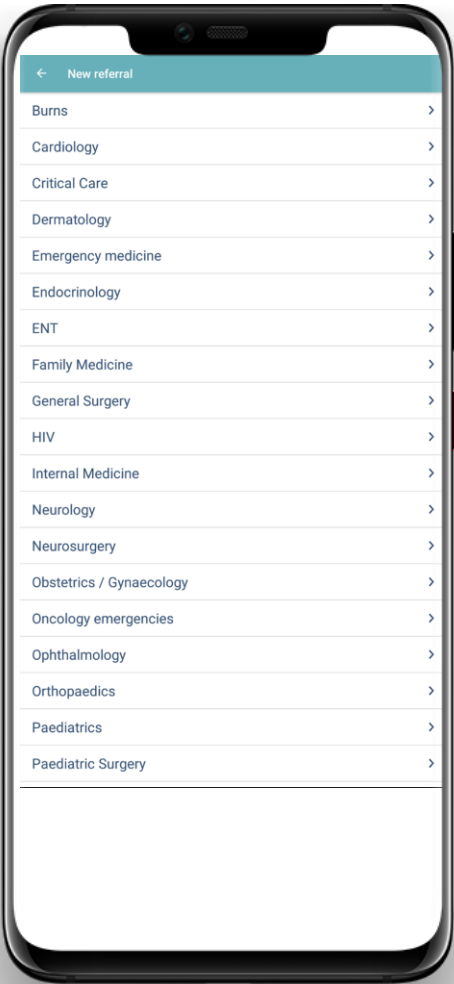 New referral
Burns
Cardiology
Critical Care
Dermatology
Emergency medicine
Endocrinology
ENT
Family Medicine
General Surgery
HIV
Internal Medicine
Neurology
Neurosurgery
Obstetrics / Gynaecology
Oncology emergencies
Ophthalmology
Orthopaedics
Paediatrics
Paediatric Surgery